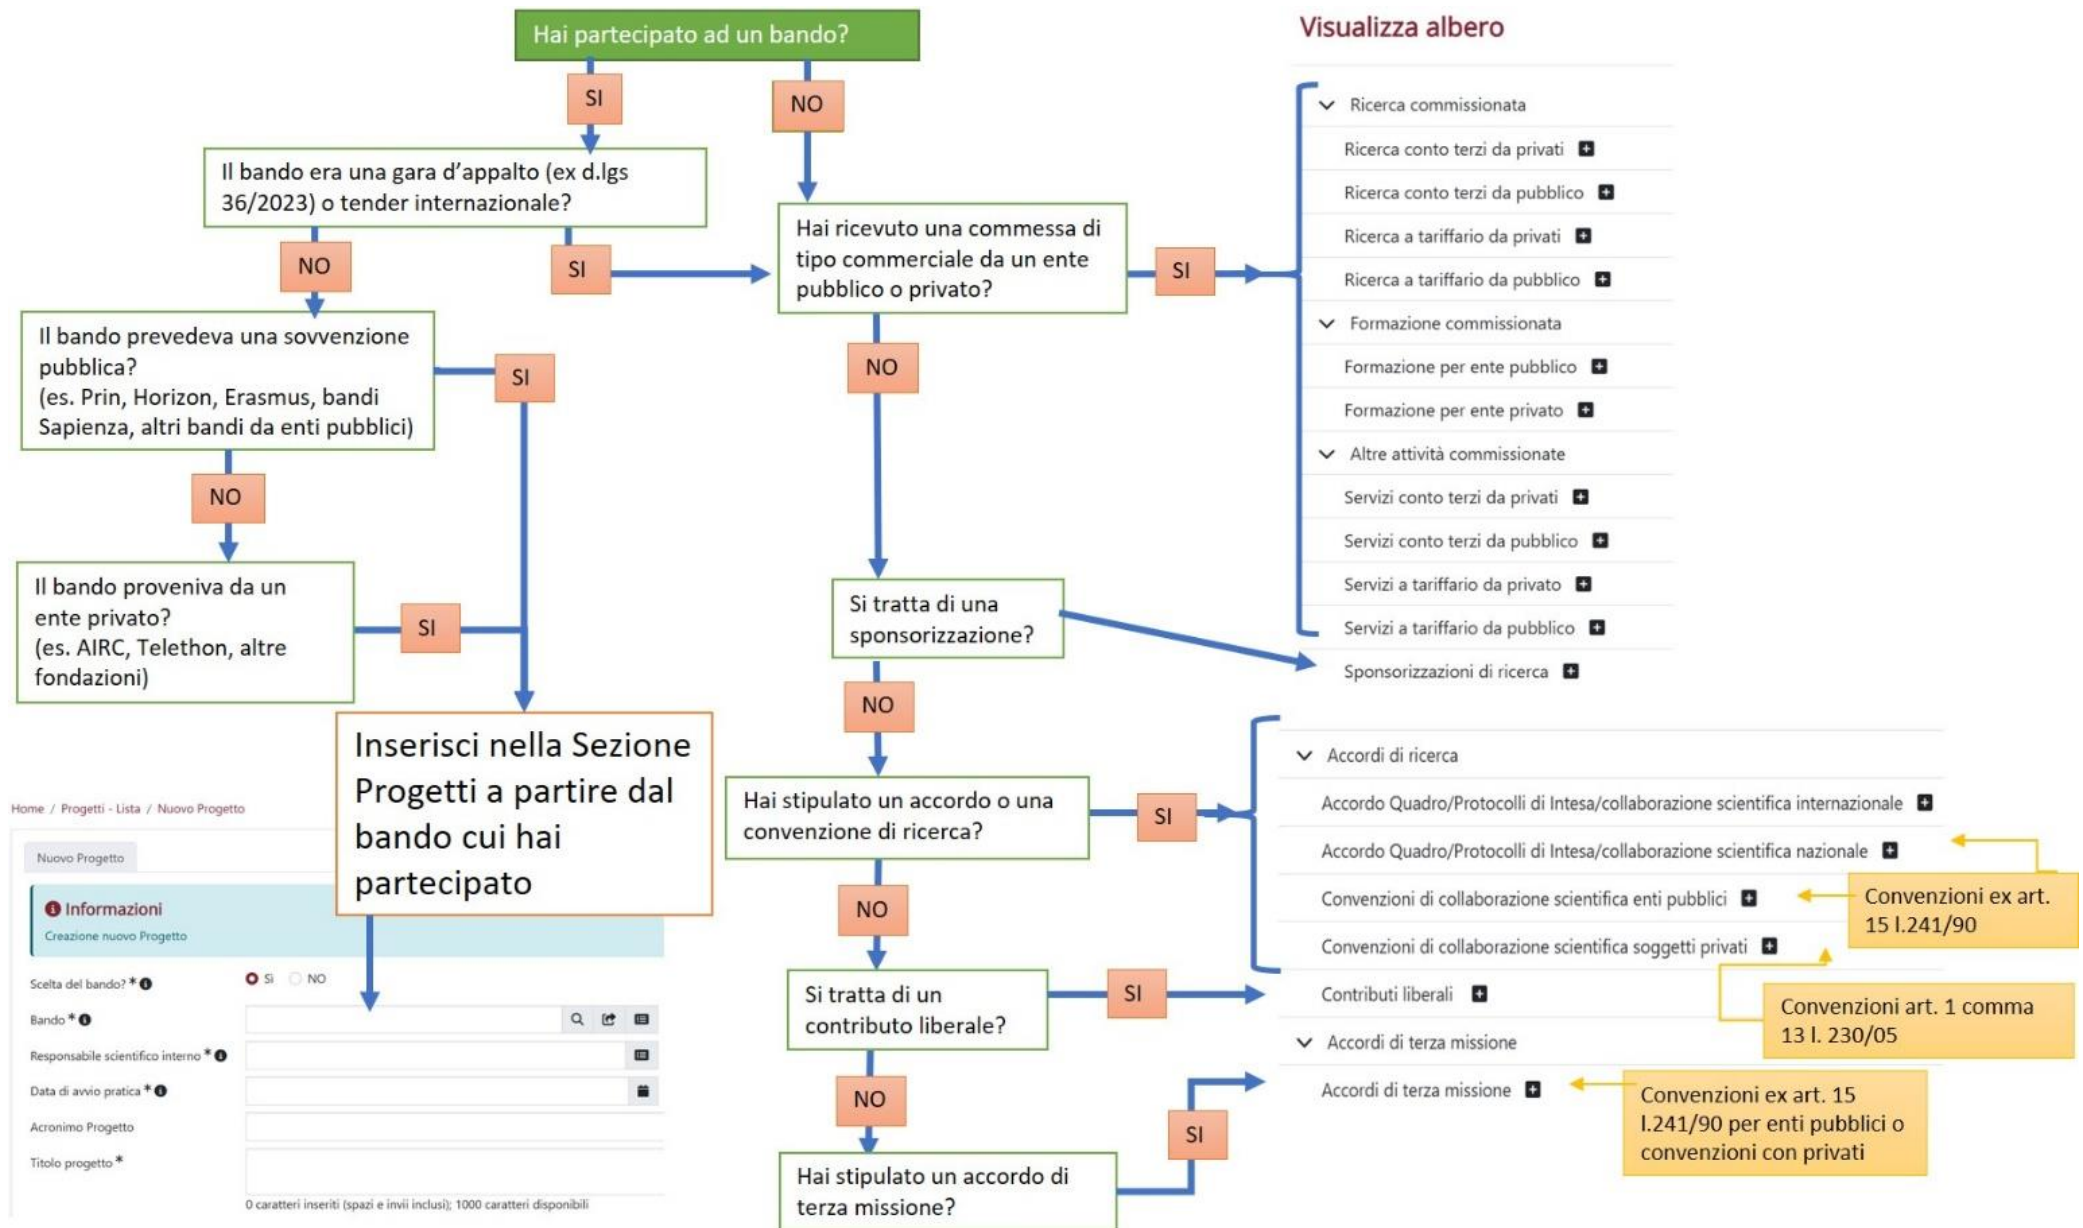 Hai partecipato ad un bando?
SI
NO
Il bando era una gara d'appalto (ex d.lgs
36/2023) o tender internazionale?
NO
SI
Il bando prevedeva una sovvenzione
pubblica?
(es. Prin, Horizon, Erasmus, bandi
Sapienza, altri bandi da enti pubblici)
SI
NO
Il bando proveniva da un
ente privato?
(es. AIRC, Telethon, altre
fondazioni)
SI
Inserisci nella Sezione
Progetti a partire dal
bando cui hai
partecipato
Home / Progetti - Lista / Nuovo Progetto
Nuovo Progetto
Informazioni
Creazione nuovo Progetto
Scelta del bando? * Sì NO
Bando *
Responsabile scientifico interno *
Data di avvio pratica *
Acronimo Progetto
Titolo progetto *
0 caratteri inseriti (spazi e invii inclusi); 1000 caratteri disponibili
Hai ricevuto una commessa di
tipo commerciale da un ente
pubblico o privato?
SI
NO
Si tratta di una
sponsorizzazione?
NO
Hai stipulato un accordo o una
convenzione di ricerca?
SI
NO
Si tratta di un
contributo liberale?
SI
NO
Hai stipulato un accordo di
terza missione?
SI
Visualizza albero
Ricerca commissionata
Ricerca conto terzi da privati
Ricerca conto terzi da pubblico
Ricerca a tariffario da privati
Ricerca a tariffario da pubblico
Formazione commissionata
Formazione per ente pubblico
Formazione per ente privato
Altre attività commissionate
Servizi conto terzi da privati
Servizi conto terzi da pubblico
Servizi a tariffario da privato
Servizi a tariffario da pubblico
Sponsorizzazioni di ricerca
Accordi di ricerca
Accordo Quadro/Protocolli di Intesa/collaborazione scientifica internazionale
Accordo Quadro/Protocolli di Intesa/collaborazione scientifica nazionale
Convenzioni di collaborazione scientifica enti pubblici
Convenzioni di collaborazione scientifica soggetti privati
Contributi liberali
Accordi di terza missione
Accordi di terza missione
Convenzioni ex art.
15 l.241/90
Convenzioni art. 1 comma
13 l. 230/05
Convenzioni ex art. 15
l.241/90 per enti pubblici o
convenzioni con privati